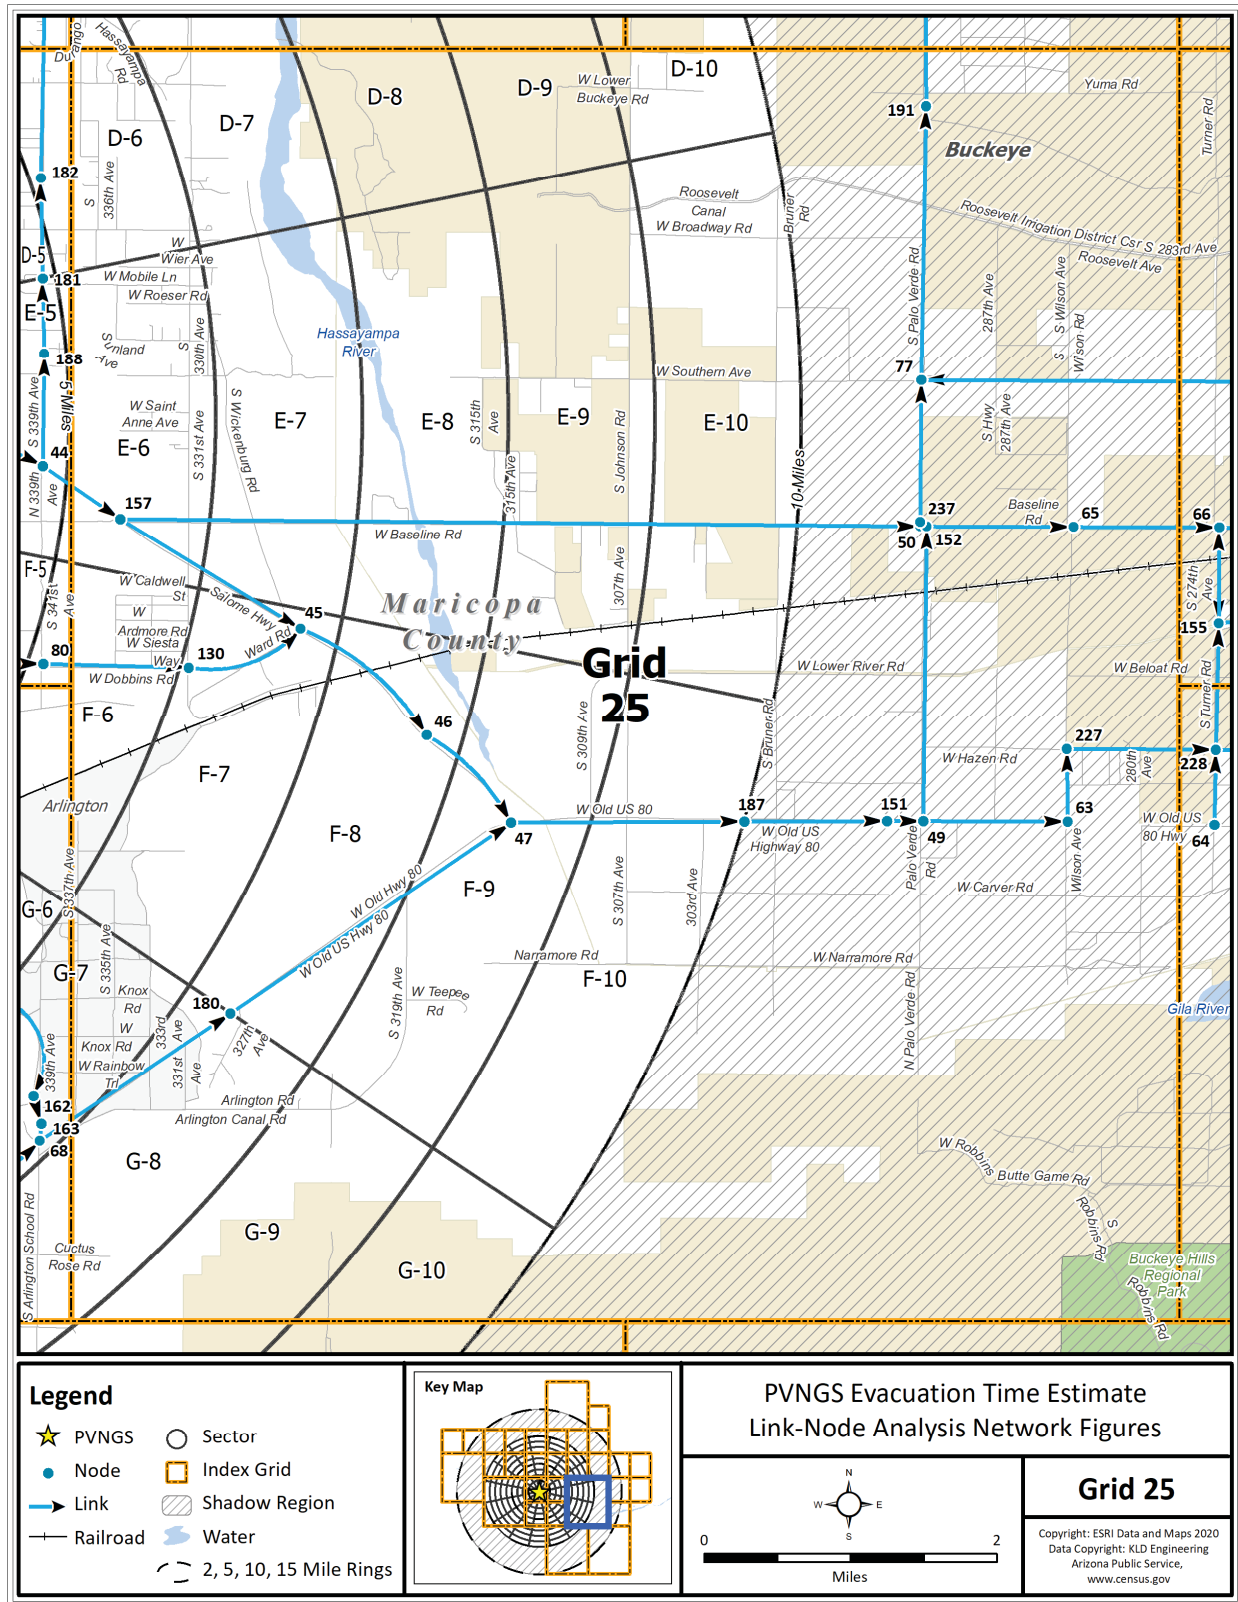 Durango
Hassayampa
Rd
D-10
W Lower
Buckeye Rd
D-9
D-8
Yuma Rd
Turner Rd
D-7
D-6
191
Buckeye
182
S
336th Ave
Roosevelt
Canal
W Broadway Rd
Bruner
Rd
Roosevelt Irrigation District Csr S 283rd Ave
Roosevelt Ave
D-5
W
Wier Ave
W Mobile Ln
W Roeser Rd
181
E-5
S Palo Verde Rd
287th Ave
S Wilson Ave
S
Wilson Rd
Hassayampa
River
S
330th Ave
188
77
W Southern Ave
5-Miles
S 339th Ave
W Saint
Anne Ave
E-6
S 331st Ave
S Wickenburg Rd
E-7
E-8
S 315th
Ave
E-9
S Johnson Rd
E-10
S Hwy
287th Ave
44
N 339th
Ave
10-Miles
315th Ave
157
W Baseline Rd
237
50
152
Baseline
Rd
65
66
F-5
S 341st
Ave
W Caldwell
St
W
Ardmore Rd
W Siesta
Way
Salome Hwy
45
Ward Rd
Maricopa
County
307th Ave
S 274th
Ave
155
80
130
W Dobbins Rd
Grid
25
W Lower River Rd
W Beloat Rd
F-6
46
S 309th Ave
S Bruner Rd
S Turner Rd
227
W Hazen Rd
280th
Ave
228
F-7
Arlington
F-8
47
W Old US 80
187
W Old US
Highway 80
151
49
63
W Old US
80 Hwy
64
S 337th Ave
W Old Hwy 80
W Old US Hwy 80
F-9
S 307th Ave
303rd Ave
Palo Verde
Rd
W Carver Rd
Wilson Ave
G-6
G-7
S 335th Ave
Narramore Rd
F-10
W Narramore Rd
Knox
Rd
W
Knox Rd
W Rainbow
Trl
333rd
Ave
331st
Ave
180
327th
Ave
S 319th Ave
W Teepee
Rd
N Palo Verde Rd
Gila River
339th Ave
162
163
68
Arlington Rd
Arlington Canal Rd
W Robbins
Butte Game Rd
G-8
S
Robbins Rd
S Arlington School Rd
Cuctus
Rose Rd
G-9
G-10
Buckeye Hills
Regional
Park
Robbins Rd
Legend
PVNGS
Node
Link
Railroad
Sector
Index Grid
Shadow Region
Water
2, 5, 10, 15 Mile Rings
Key Map
PVNGS Evacuation Time Estimate
Link-Node Analysis Network Figures
N
W E
S
0 2
Miles
Grid 25
Copyright: ESRI Data and Maps 2020
Data Copyright: KLD Engineering
Arizona Public Service,
www.census.gov